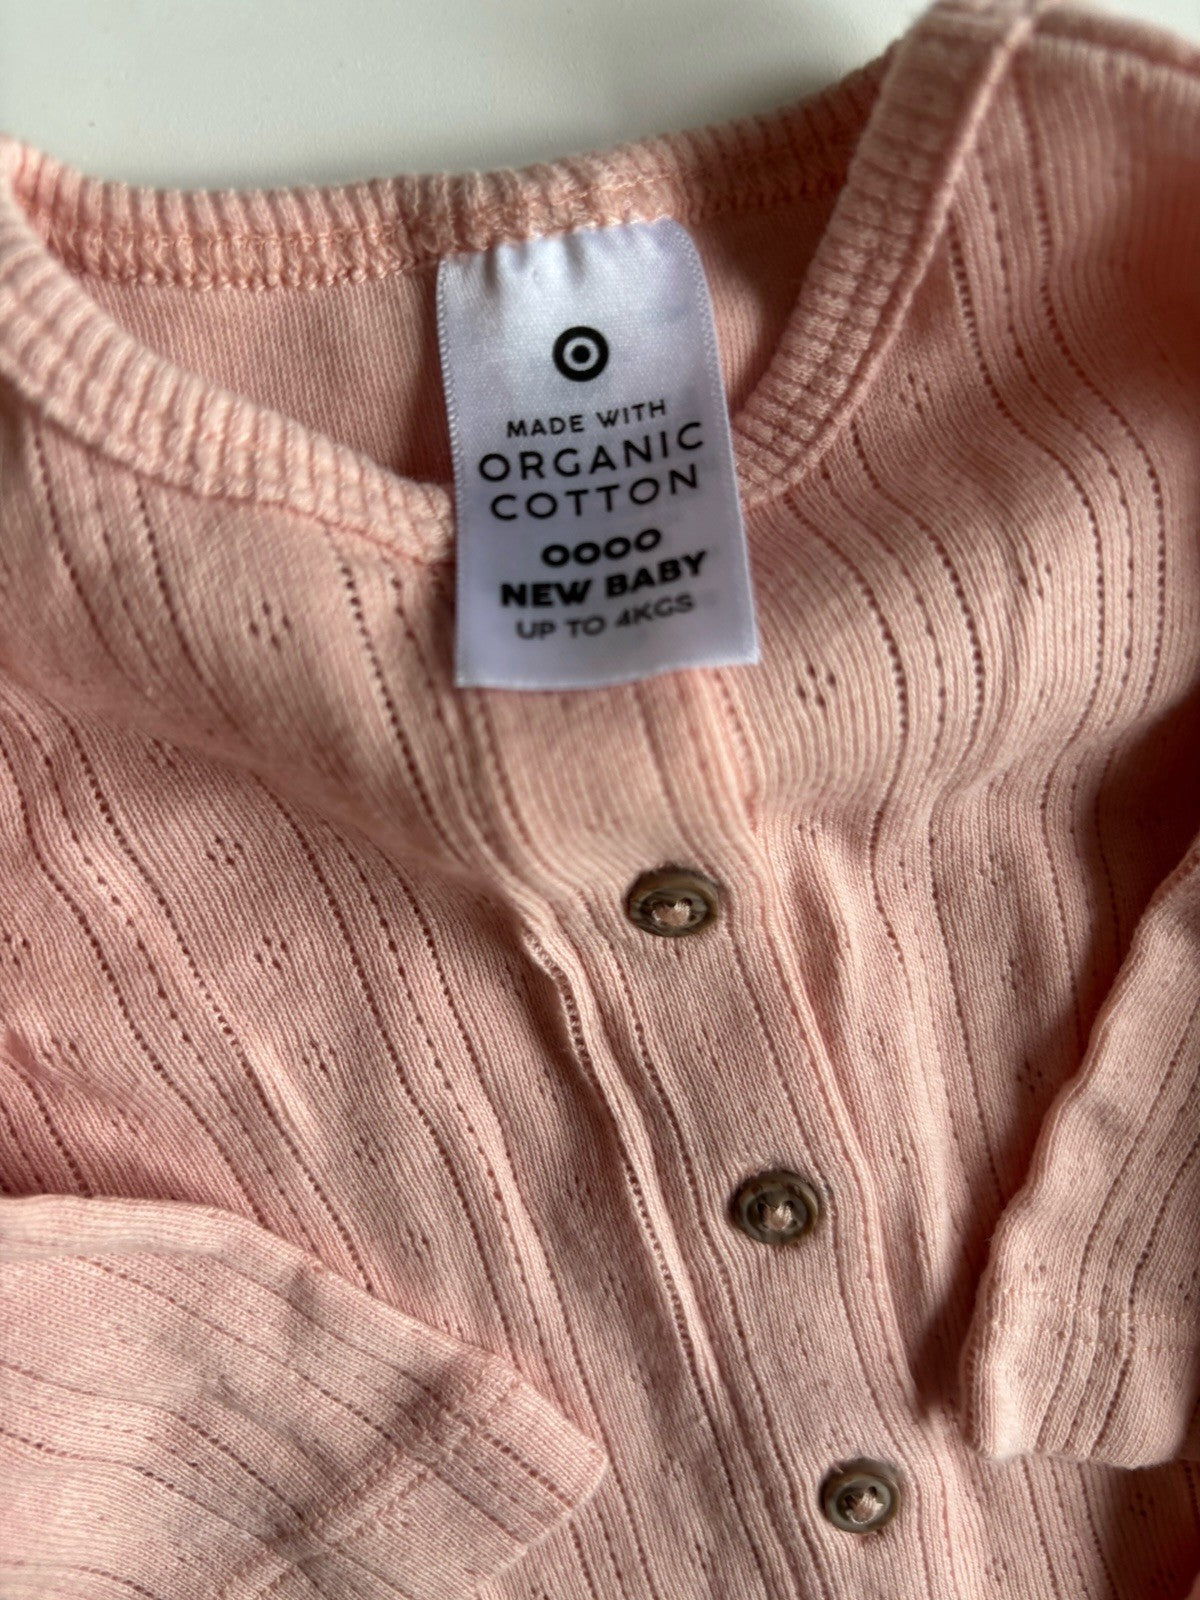 MADE WITH
ORGANIC
COTTON
0000
NEW BABY
UP TO 4KGS